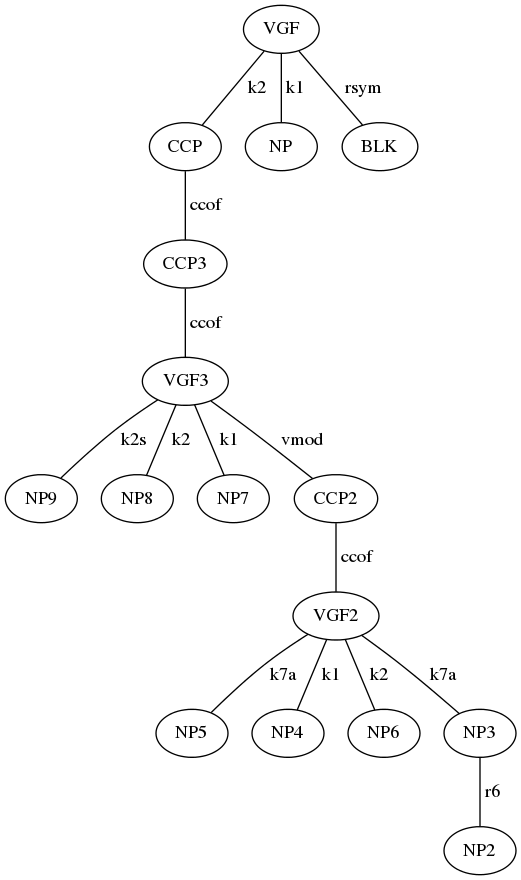 VGF
k2 k1 rsym
CCP NP BLK
ccof
CCP3
ccof
VGF3
k2s k2 k1 vmod
NP9 NP8 NP7 CCP2
ccof
VGF2
k7a k1 k2 k7a
NP5 NP4 NP6 NP3
r6
NP2